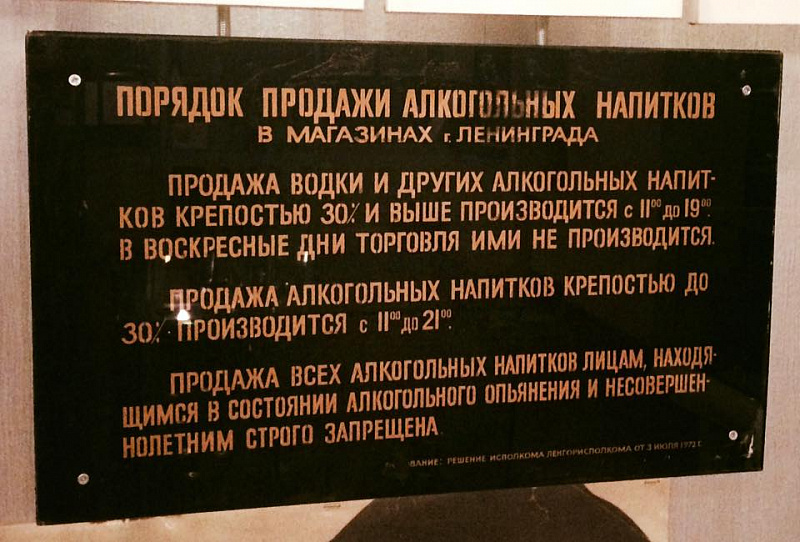 ПОРЯДОК ПРОДАЖИ АЛКОГОЛЬНЫХ НАПИТКОВ
В МАГАЗИНАХ г. ЛЕНИНГРАДА
ПРОДАЖА ВОДКИ И ДРУГИХ АЛКОГОЛЬНЫХ НАПИТ-
КОВ КРЕПОСТЬЮ 30% И ВЫШЕ ПРОИЗВОДИТСЯ с 11⁰⁰ до 19⁰⁰.
В ВОСКРЕСНЫЕ ДНИ ТОРГОВЛЯ ИМИ НЕ ПРОИЗВОДИТСЯ.
ПРОДАЖА АЛКОГОЛЬНЫХ НАПИТКОВ КРЕПОСТЬЮ ДО
30% ПРОИЗВОДИТСЯ с 11⁰⁰ до 21⁰⁰.
ПРОДАЖА ВСЕХ АЛКОГОЛЬНЫХ НАПИТКОВ ЛИЦАМ, НАХОДЯ-
ЩИМСЯ В СОСТОЯНИИ АЛКОГОЛЬНОГО ОПЬЯНЕНИЯ И НЕСОВЕРШЕН-
НОЛЕТНИМ СТРОГО ЗАПРЕЩЕНА
ВАНИЕ: РЕШЕНИЕ ИСПОЛКОМА ЛЕНГОРИСПОЛКОМА ОТ 3 ИЮЛЯ 1972 Г.